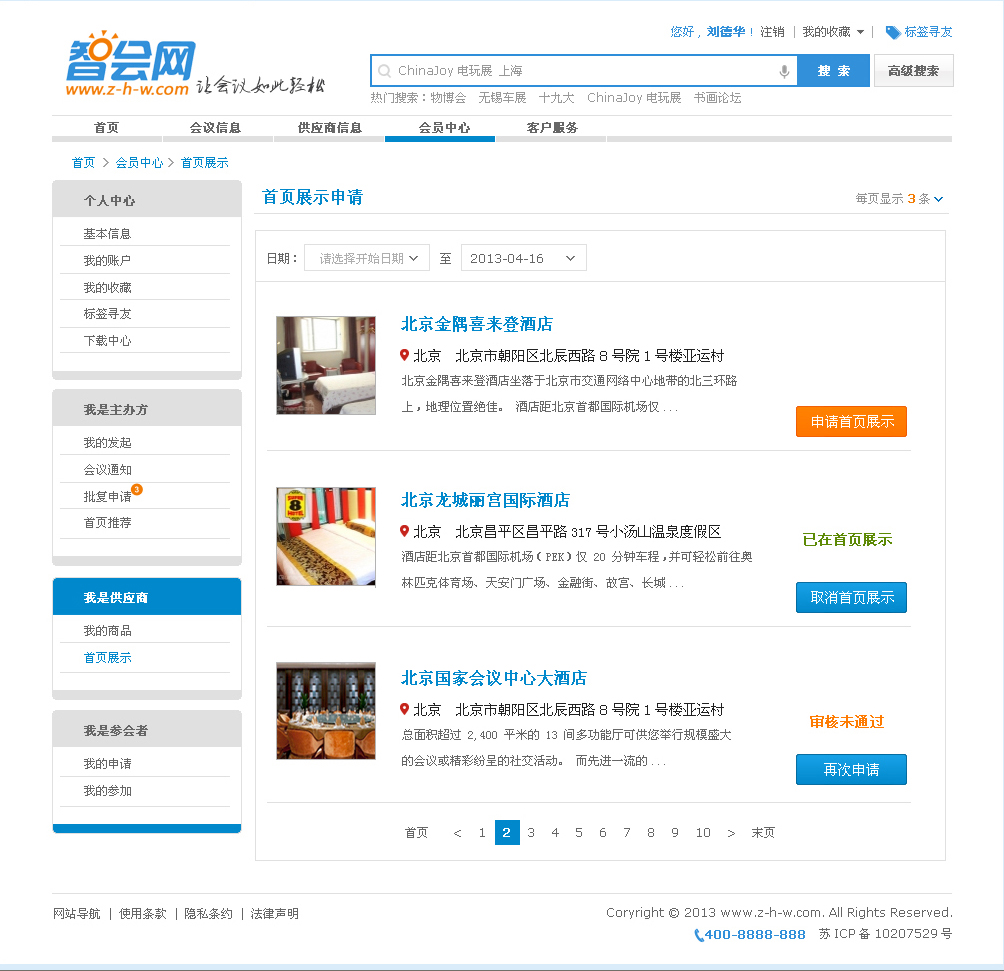 您好，刘德华！ 注销 | 我的收藏 | 标签寻友
智会网
www.z-h-w.com 让会议如此轻松
ChinaJoy 电玩展 上海 搜 索 高级搜索
热门搜索：物博会 无锡车展 十九大 ChinaJoy 电玩展 书画论坛
首页 会议信息 供应商信息 会员中心 客户服务
首页 > 会员中心 > 首页展示
个人中心
基本信息
我的账户
我的收藏
标签寻友
下载中心
我是主办方
我的发起
会议通知
批复申请 3
首页推荐
我是供应商
我的商品
首页展示
我是参会者
我的申请
我的参加
首页展示申请 每页显示 3 条
日期： 请选择开始日期 至 2013-04-16
北京金隅喜来登酒店
北京 北京市朝阳区北辰西路 8 号院 1 号楼亚运村
北京金隅喜来登酒店坐落于北京市交通网络中心地带的北三环路
上，地理位置绝佳。 酒店距北京首都国际机场仅 ...
申请首页展示
SUPER
8
MOTEL
北京龙城丽宫国际酒店
北京 北京昌平区昌平路 317 号小汤山温泉度假区
酒店距北京首都国际机场（PEK）仅 20 分钟车程，并可轻松前往奥
林匹克体育场、天安门广场、金融街、故宫、长城 ...
已在首页展示
取消首页展示
北京国家会议中心大酒店
北京 北京市朝阳区北辰西路 8 号院 1 号楼亚运村
总面积超过 2,400 平米的 13 间多功能厅可供您举行规模盛大
的会议或精彩纷呈的社交活动。 而先进一流的 ...
审核未通过
再次申请
首页 < 1 2 3 4 5 6 7 8 9 10 > 末页
网站导航 | 使用条款 | 隐私条约 | 法律声明
Coryright © 2013 www.z-h-w.com. All Rights Reserved.
400-8888-888 苏 ICP 备 10207529 号